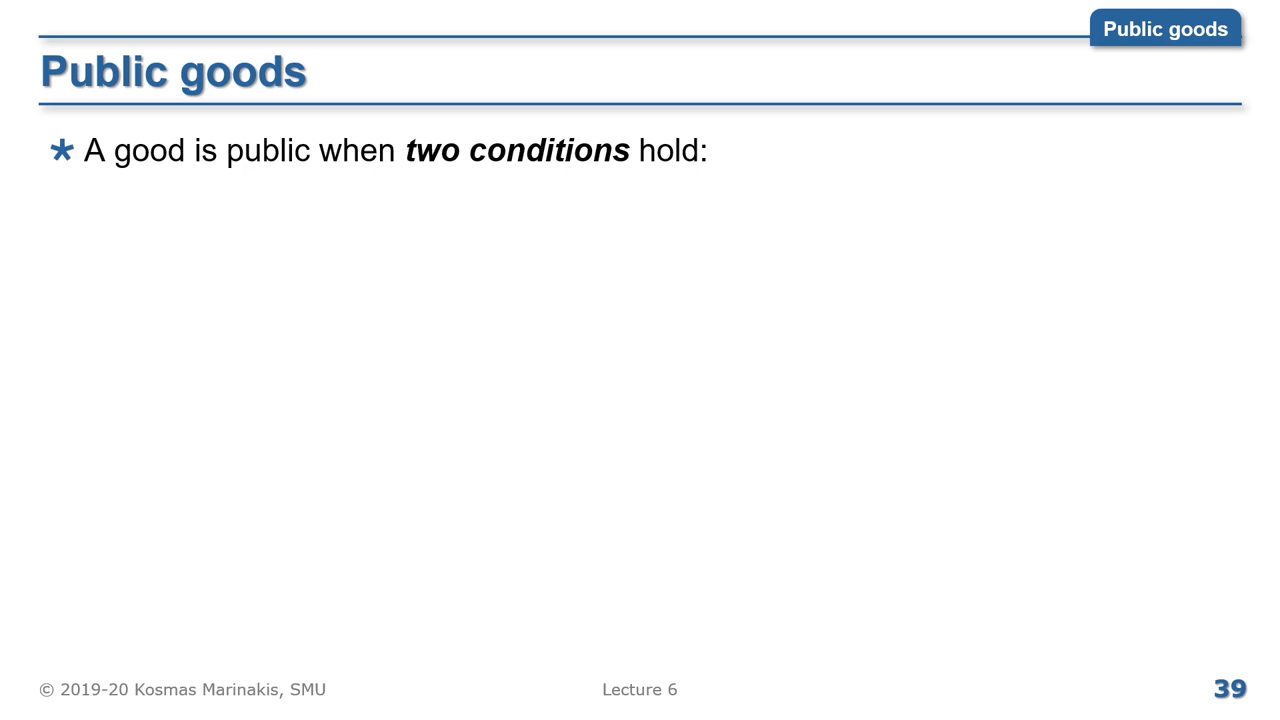 Public goods
Public goods
* A good is public when two conditions hold:
© 2019-20 Kosmas Marinakis, SMU
Lecture 6
39